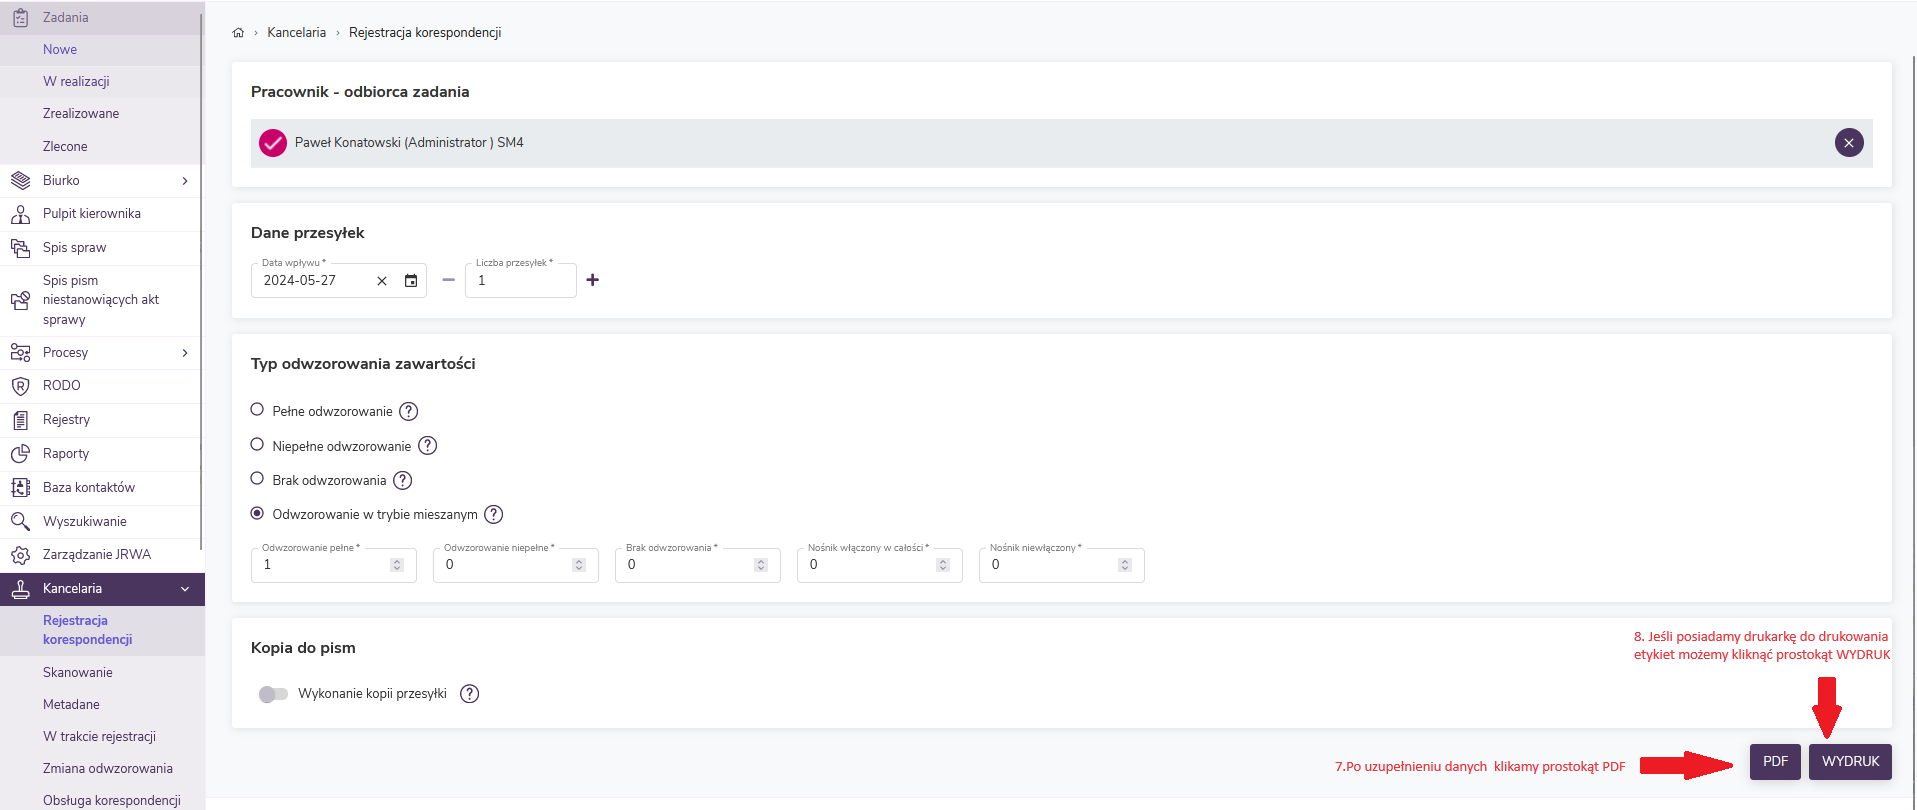 Zadania
Nowe
W realizacji
Zrealizowane
Zlecone
Biurko
Pulpit kierownika
Spis spraw
Spis pism
niestanowiących akt
sprawy
Procesy
RODO
Rejestry
Raporty
Baza kontaktów
Wyszukiwanie
Zarządzanie JRWA
Kancelaria
Rejestracja
korespondencji
Skanowanie
Metadane
W trakcie rejestracji
Zmiana odwzorowania
Obsługa korespondencji
Kancelaria › Rejestracja korespondencji
Pracownik - odbiorca zadania
Paweł Konatowski (Administrator ) SM4
Dane przesyłek
Data wpływu * Liczba przesyłek *
2024-05-27 1
Typ odwzorowania zawartości
Pełne odwzorowanie ?
Niepełne odwzorowanie ?
Brak odwzorowania ?
Odwzorowanie w trybie mieszanym ?
Odwzorowanie pełne * Odwzorowanie niepełne * Brak odwzorowania * Nośnik włączony w całości * Nośnik niewłączony *
1 0 0 0 0
Kopia do pism
Wykonanie kopii przesyłki ?
8. Jeśli posiadamy drukarkę do drukowania
etykiet możemy kliknąć prostokąt WYDRUK
7.Po uzupełnieniu danych klikamy prostokąt PDF
PDF WYDRUK